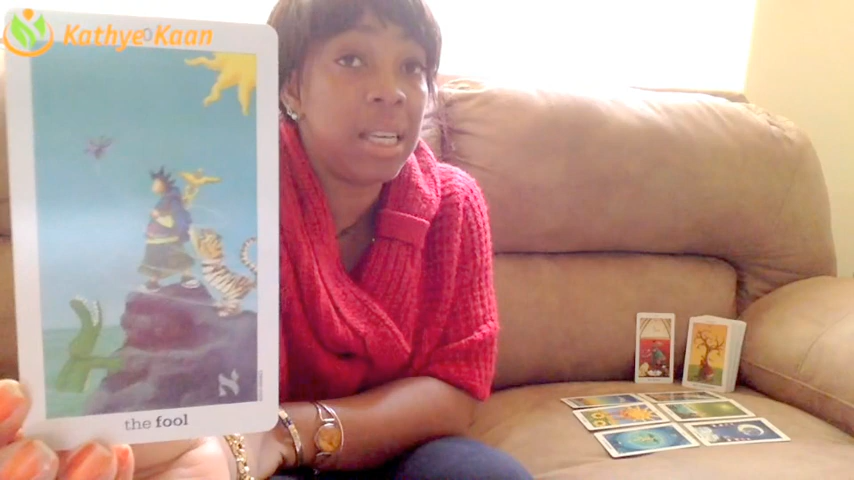 Kathye Kaan
0
the fool
א